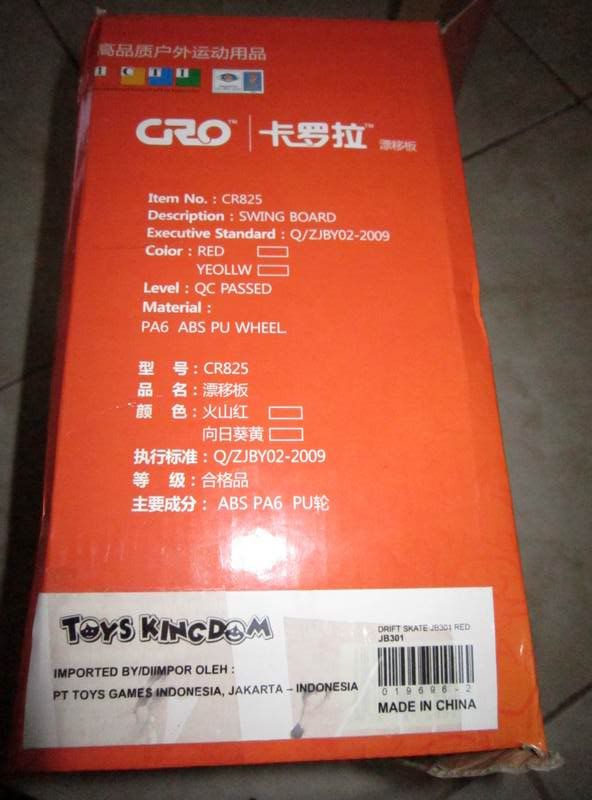 高品质户外运动用品
CRO™ 卡罗拉™ 漂移板
Item No. : CR825
Description : SWING BOARD
Executive Standard : Q/ZJBY02-2009
Color : RED
YEOLLW
Level : QC PASSED
Material :
PA6 ABS PU WHEEL.
型 号 : CR825
品 名 : 漂移板
颜 色 : 火山红
向日葵黄
执行标准 : Q/ZJBY02-2009
等 级 : 合格品
主要成分 : ABS PA6 PU轮
TOYS KINGDOM
IMPORTED BY/DIIMPOR OLEH :
PT TOYS GAMES INDONESIA, JAKARTA – INDONESIA
DRIFT SKATE JB301 RED
JB301
019696-2
MADE IN CHINA